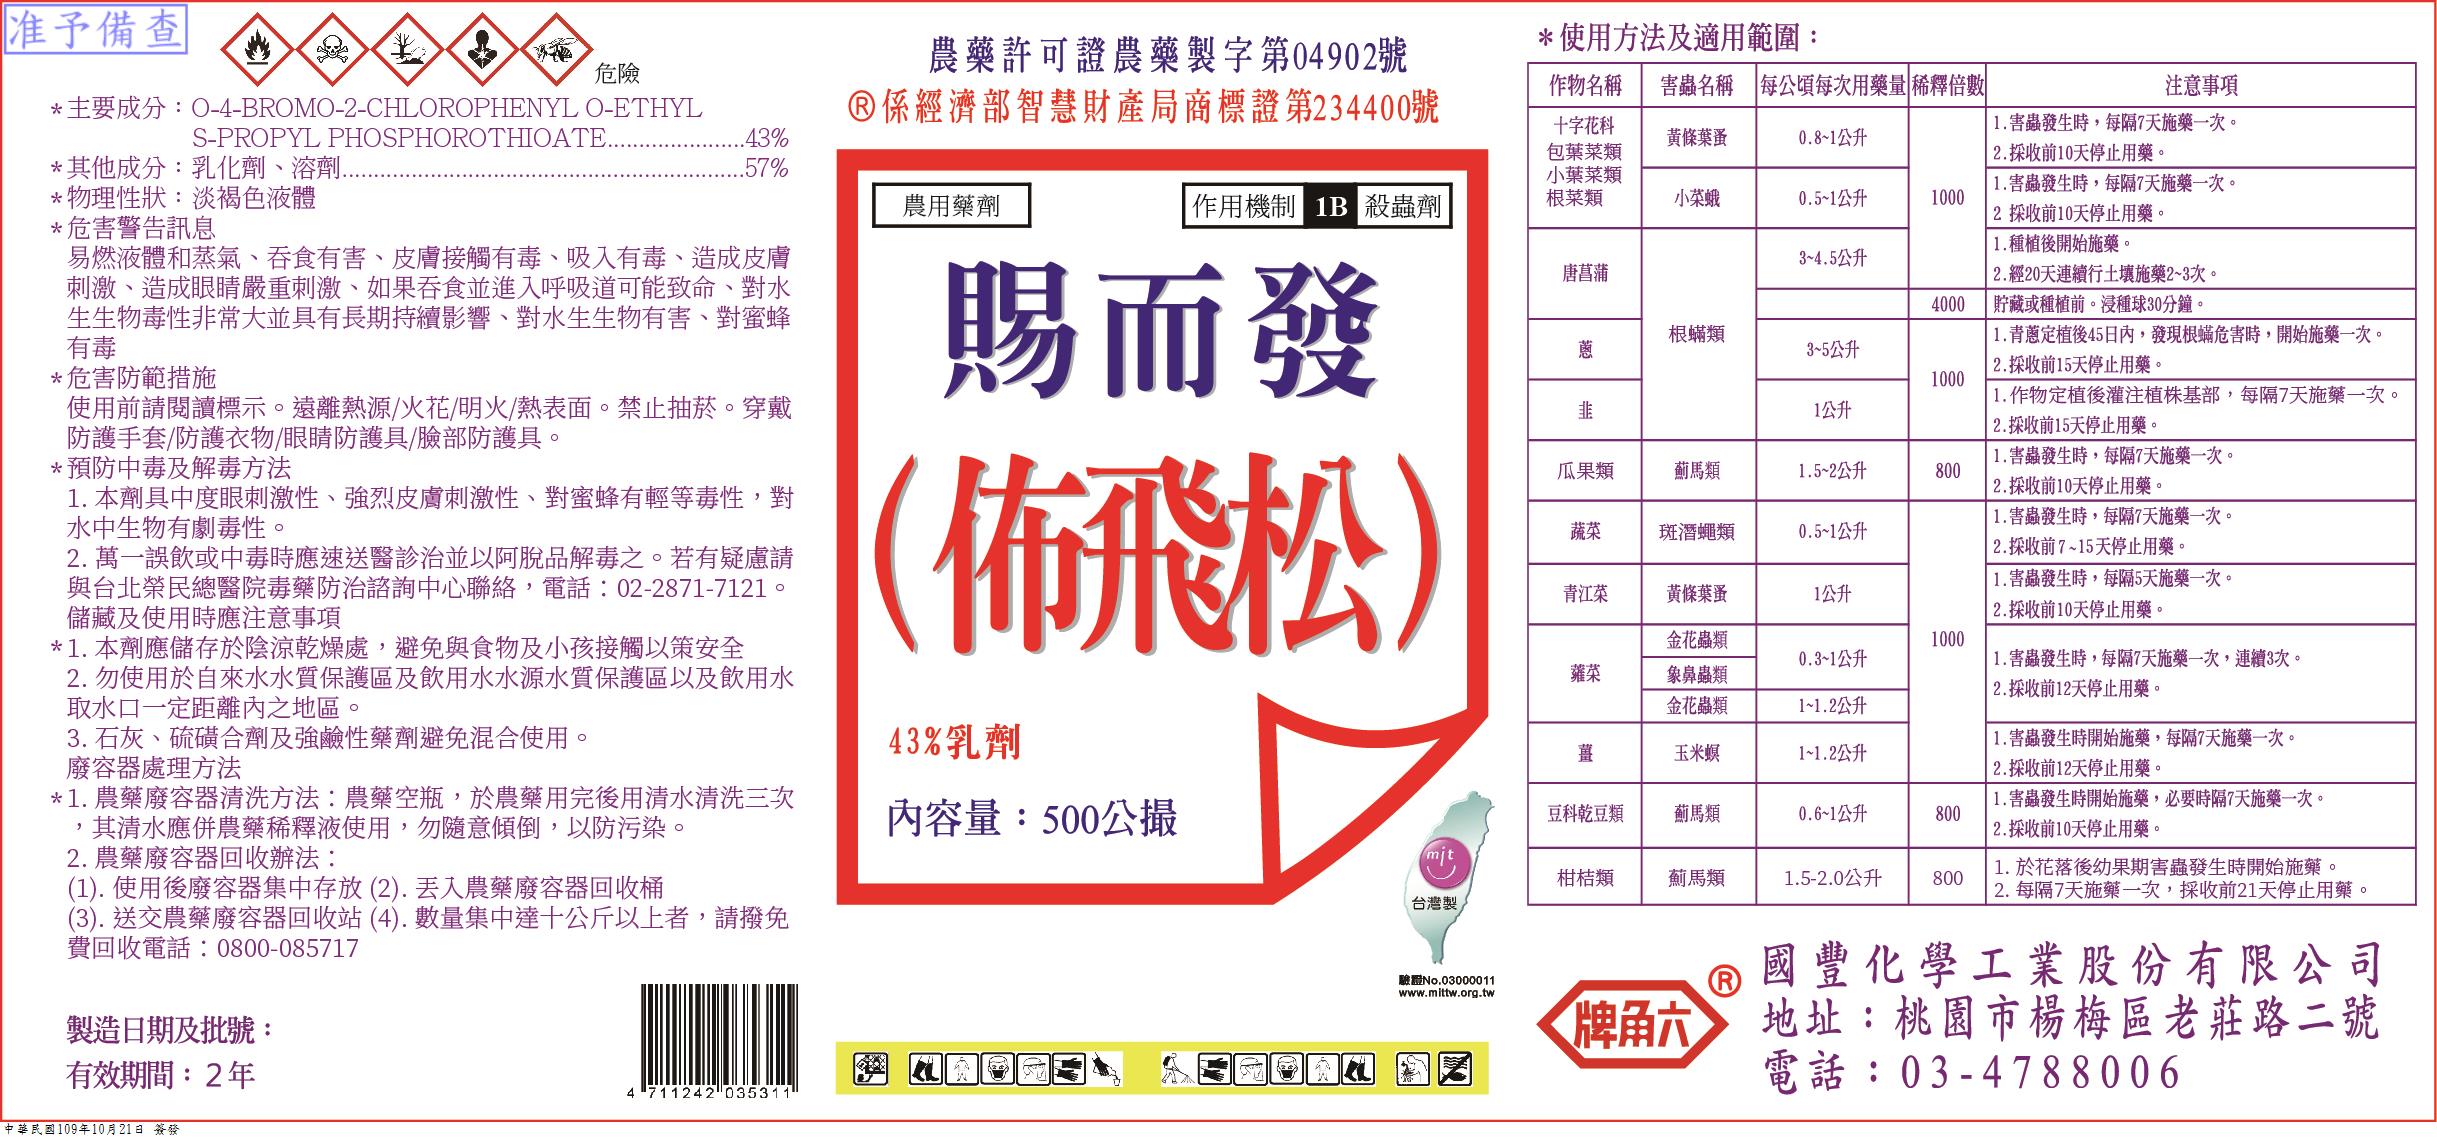 准予備查
危險
*主要成分：O-4-BROMO-2-CHLOROPHENYL O-ETHYL
S-PROPYL PHOSPHOROTHIOATE......................43%
*其他成分：乳化劑、溶劑................................................................57%
*物理性狀：淡褐色液體
*危害警告訊息
易燃液體和蒸氣、吞食有害、皮膚接觸有毒、吸入有毒、造成皮膚
刺激、造成眼睛嚴重刺激、如果吞食並進入呼吸道可能致命、對水
生生物毒性非常大並具有長期持續影響、對水生生物有害、對蜜蜂
有毒
*危害防範措施
使用前請閱讀標示。遠離熱源/火花/明火/熱表面。禁止抽菸。穿戴
防護手套/防護衣物/眼睛防護具/臉部防護具。
*預防中毒及解毒方法
1. 本劑具中度眼刺激性、強烈皮膚刺激性、對蜜蜂有輕等毒性，對
水中生物有劇毒性。
2. 萬一誤飲或中毒時應速送醫診治並以阿脫品解毒之。若有疑慮請
與台北榮民總醫院毒藥防治諮詢中心聯絡，電話：02-2871-7121。
儲藏及使用時應注意事項
*1. 本劑應儲存於陰涼乾燥處，避免與食物及小孩接觸以策安全
2. 勿使用於自來水水質保護區及飲用水水源水質保護區以及飲用水
取水口一定距離內之地區。
3. 石灰、硫磺合劑及強鹼性藥劑避免混合使用。
廢容器處理方法
*1. 農藥廢容器清洗方法：農藥空瓶，於農藥用完後用清水清洗三次
，其清水應併農藥稀釋液使用，勿隨意傾倒，以防污染。
2. 農藥廢容器回收辦法：
(1). 使用後廢容器集中存放 (2). 丟入農藥廢容器回收桶
(3). 送交農藥廢容器回收站 (4). 數量集中達十公斤以上者，請撥免
費回收電話：0800-085717
製造日期及批號：
有效期間：2年
4 711242 035311
中華民國109年10月21日 簽發
農藥許可證農藥製字第04902號
®係經濟部智慧財產局商標證第234400號
農用藥劑
作用機制 1B 殺蟲劑
賜而發
(佈飛松)
43%乳劑
內容量：500公撮
mit
台灣製
驗證No.03000011
www.mittw.org.tw
*使用方法及適用範圍：
作物名稱 害蟲名稱 每公頃每次用藥量 稀釋倍數 注意事項
十字花科
包葉菜類
小葉菜類
根菜類
黃條葉蚤 0.8~1公升
1.害蟲發生時，每隔7天施藥一次。
2.採收前10天停止用藥。
小菜蛾 0.5~1公升 1000
1.害蟲發生時，每隔7天施藥一次。
2 採收前10天停止用藥。
唐菖蒲 根蟎類 3~4.5公升
1.種植後開始施藥。
2.經20天連續行土壤施藥2~3次。
4000 貯藏或種植前。浸種球30分鐘。
蔥 3~5公升 1000
1.青蔥定植後45日內，發現根蟎危害時，開始施藥一次。
2.採收前15天停止用藥。
韭 1公升
1.作物定植後灌注植株基部，每隔7天施藥一次。
2.採收前15天停止用藥。
瓜果類 薊馬類 1.5~2公升 800
1.害蟲發生時，每隔7天施藥一次。
2.採收前10天停止用藥。
蔬菜 斑潛蠅類 0.5~1公升
1.害蟲發生時，每隔7天施藥一次。
2.採收前7~15天停止用藥。
青江菜 黃條葉蚤 1公升 1000
1.害蟲發生時，每隔5天施藥一次。
2.採收前10天停止用藥。
蕹菜
金花蟲類
象鼻蟲類
0.3~1公升
金花蟲類 1~1.2公升
1.害蟲發生時，每隔7天施藥一次，連續3次。
2.採收前12天停止用藥。
薑 玉米螟 1~1.2公升
1.害蟲發生時開始施藥，每隔7天施藥一次。
2.採收前12天停止用藥。
豆科乾豆類 薊馬類 0.6~1公升 800
1.害蟲發生時開始施藥，必要時隔7天施藥一次。
2.採收前10天停止用藥。
柑桔類 薊馬類 1.5-2.0公升 800
1. 於花落後幼果期害蟲發生時開始施藥。
2. 每隔7天施藥一次，採收前21天停止用藥。
牌角六
®
國豐化學工業股份有限公司
地址：桃園市楊梅區老莊路二號
電話：03-4788006